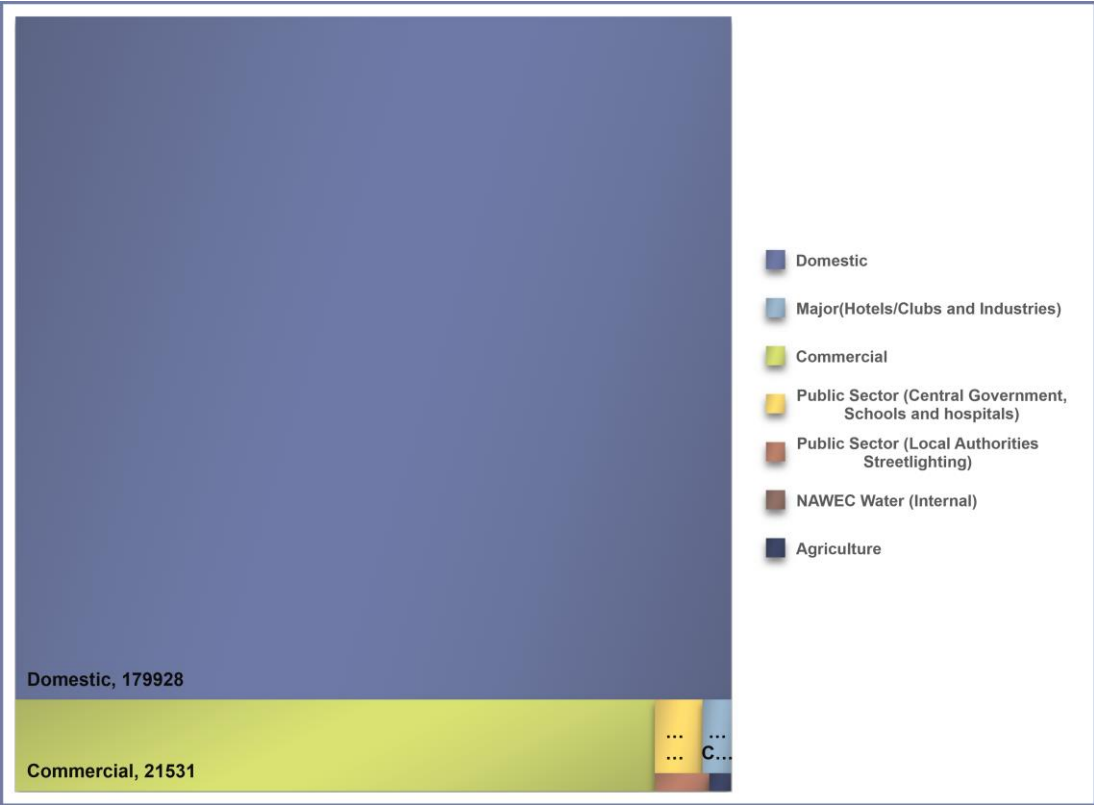 Domestic, 179928
Commercial, 21531
...
...
...
C...
Domestic
Major(Hotels/Clubs and Industries)
Commercial
Public Sector (Central Government,
Schools and hospitals)
Public Sector (Local Authorities
Streetlighting)
NAWEC Water (Internal)
Agriculture